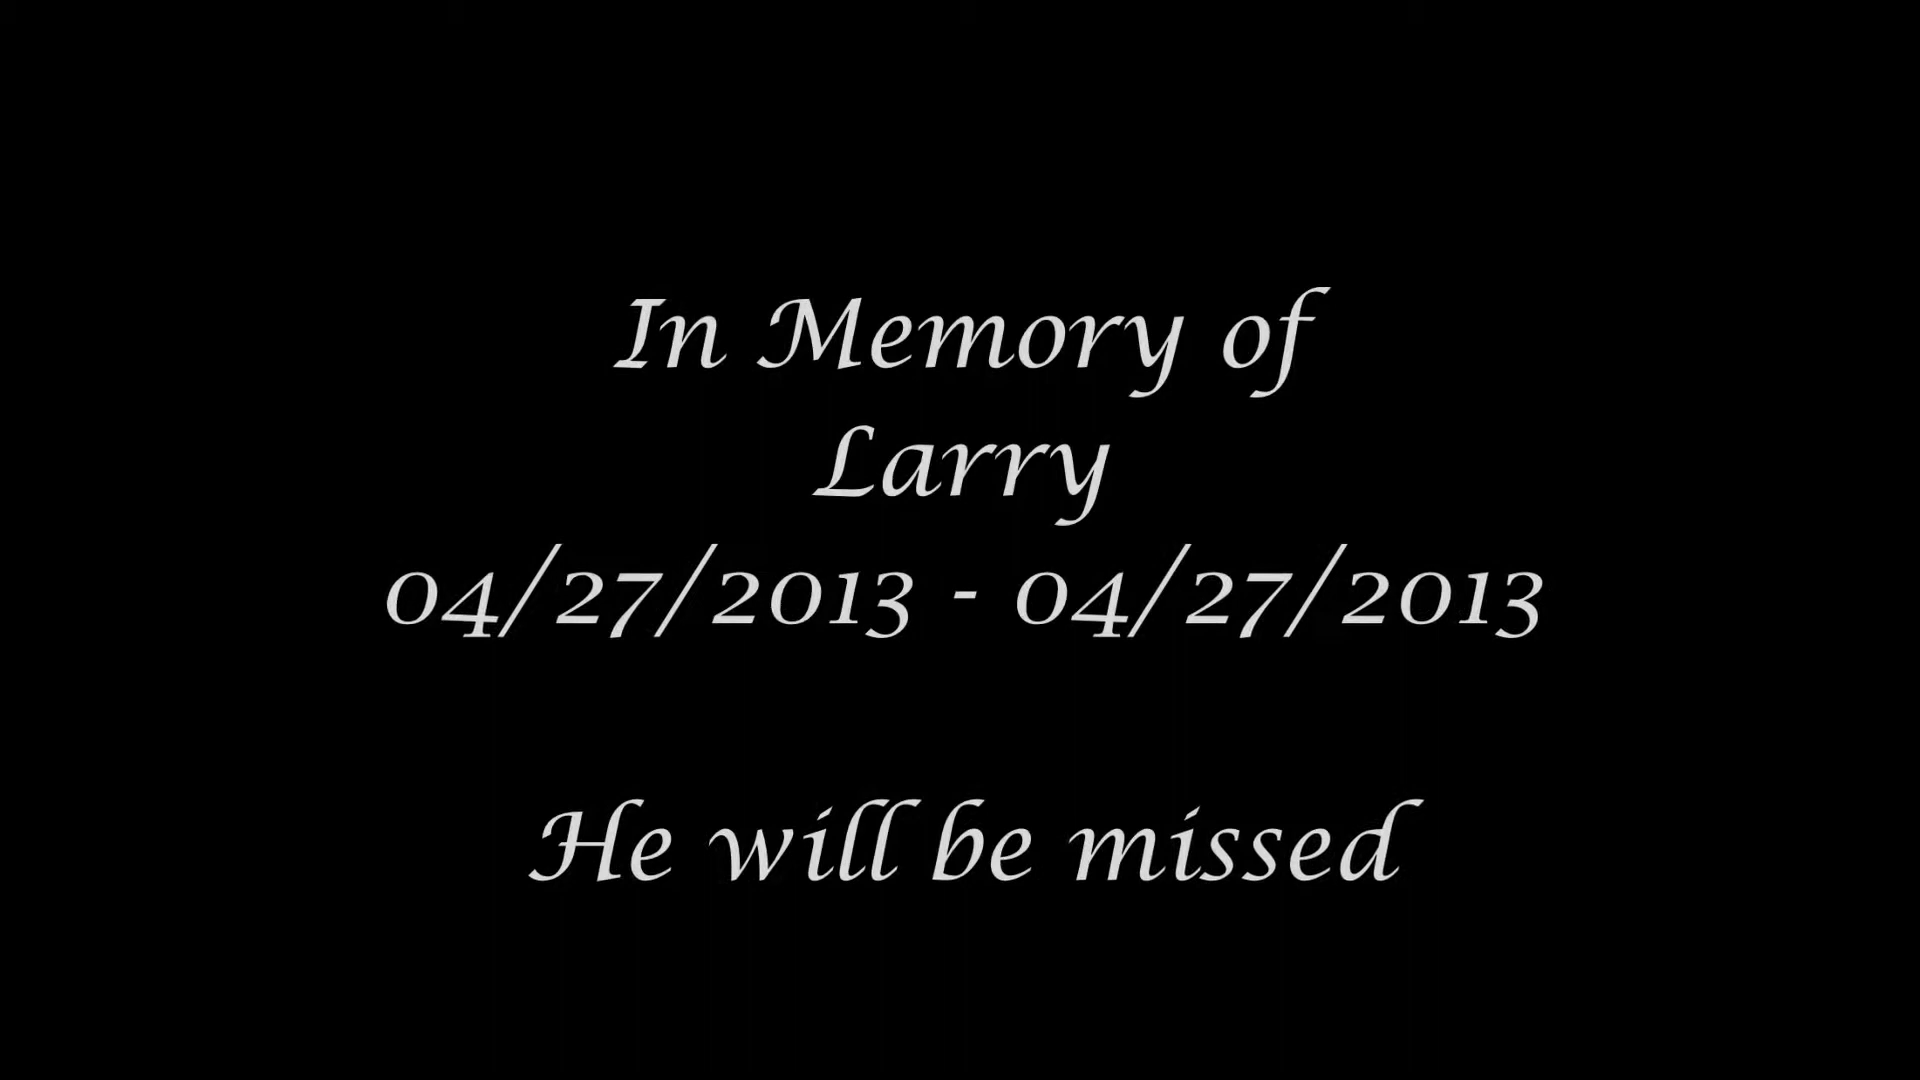 In Memory of
Larry
04/27/2013 - 04/27/2013
He will be missed